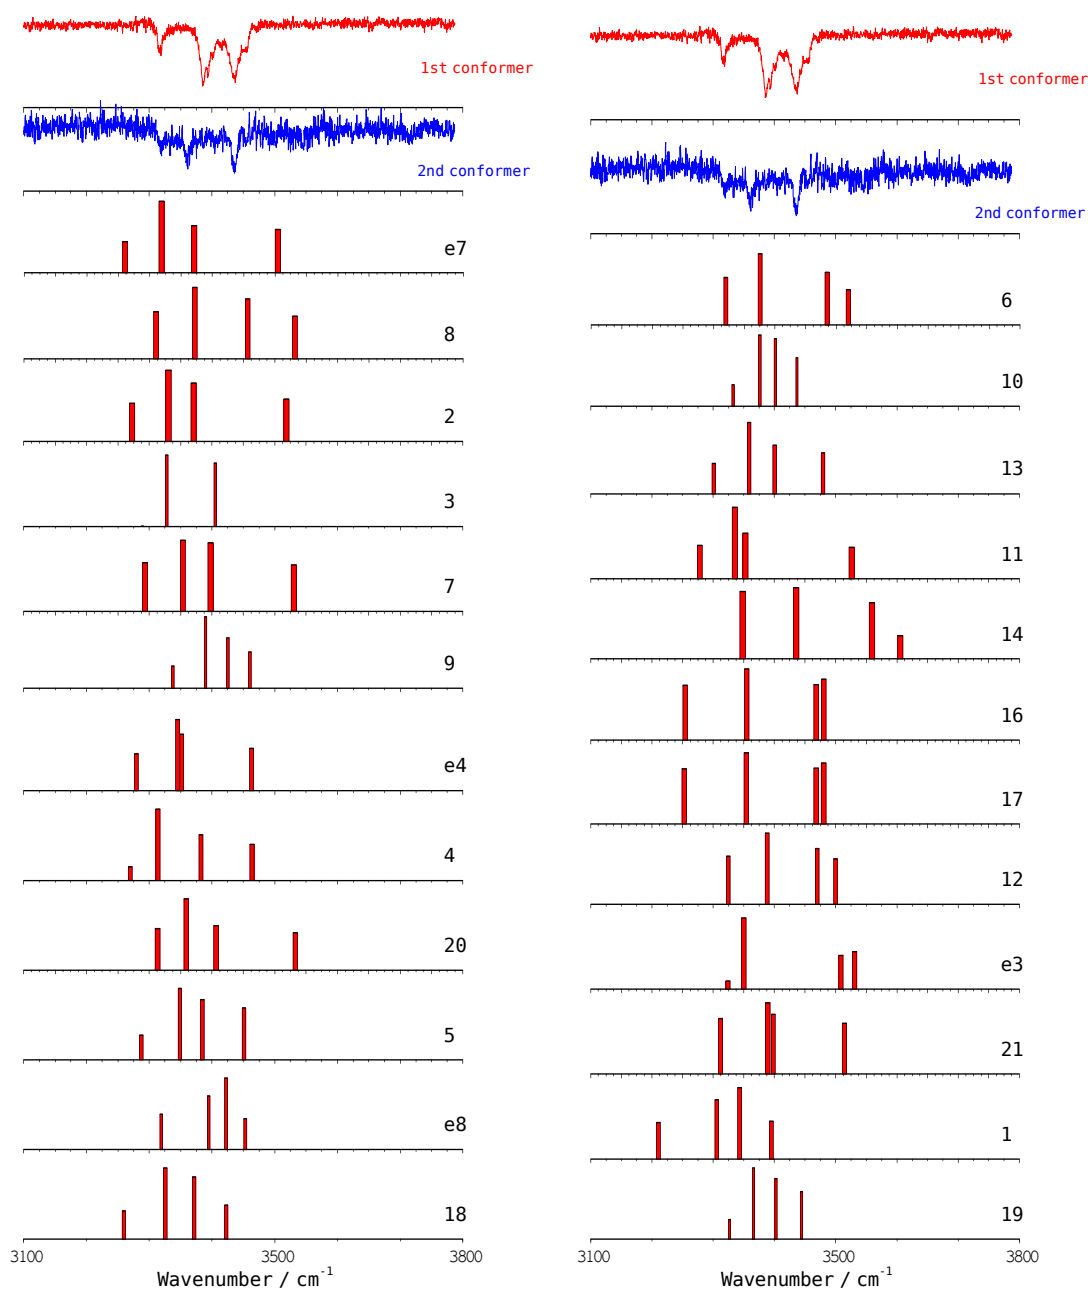 1st conformer
2nd conformer
e7
8
2
3
7
9
e4
4
20
5
e8
18
3100
3500
3800
Wavenumber / cm⁻¹
1st conformer
2nd conformer
6
10
13
11
14
16
17
12
e3
21
1
19
3100
3500
3800
Wavenumber / cm⁻¹